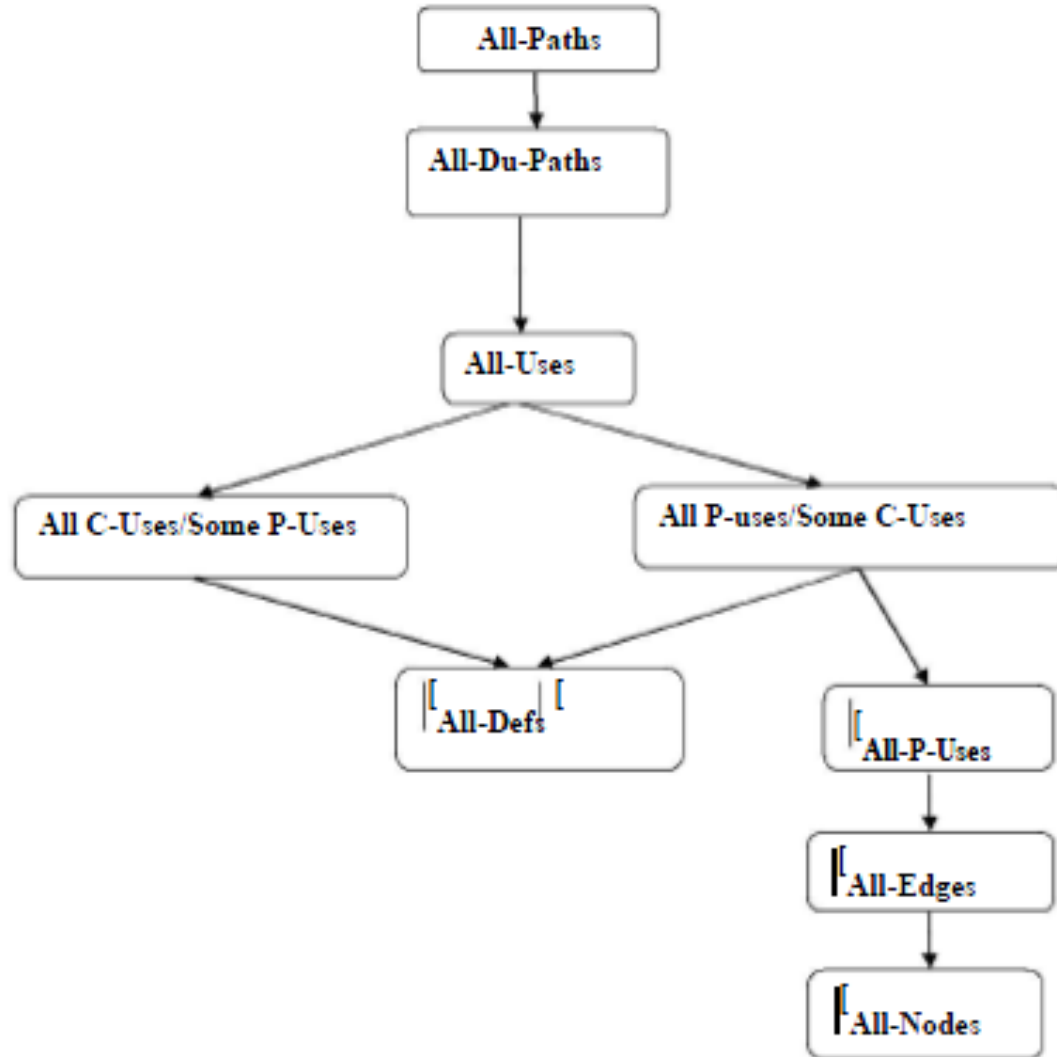 All-Paths
All-Du-Paths
All-Uses
All C-Uses/Some P-Uses
All P-uses/Some C-Uses
[All-Defs [
[All-P-Uses
[All-Edges
[All-Nodes